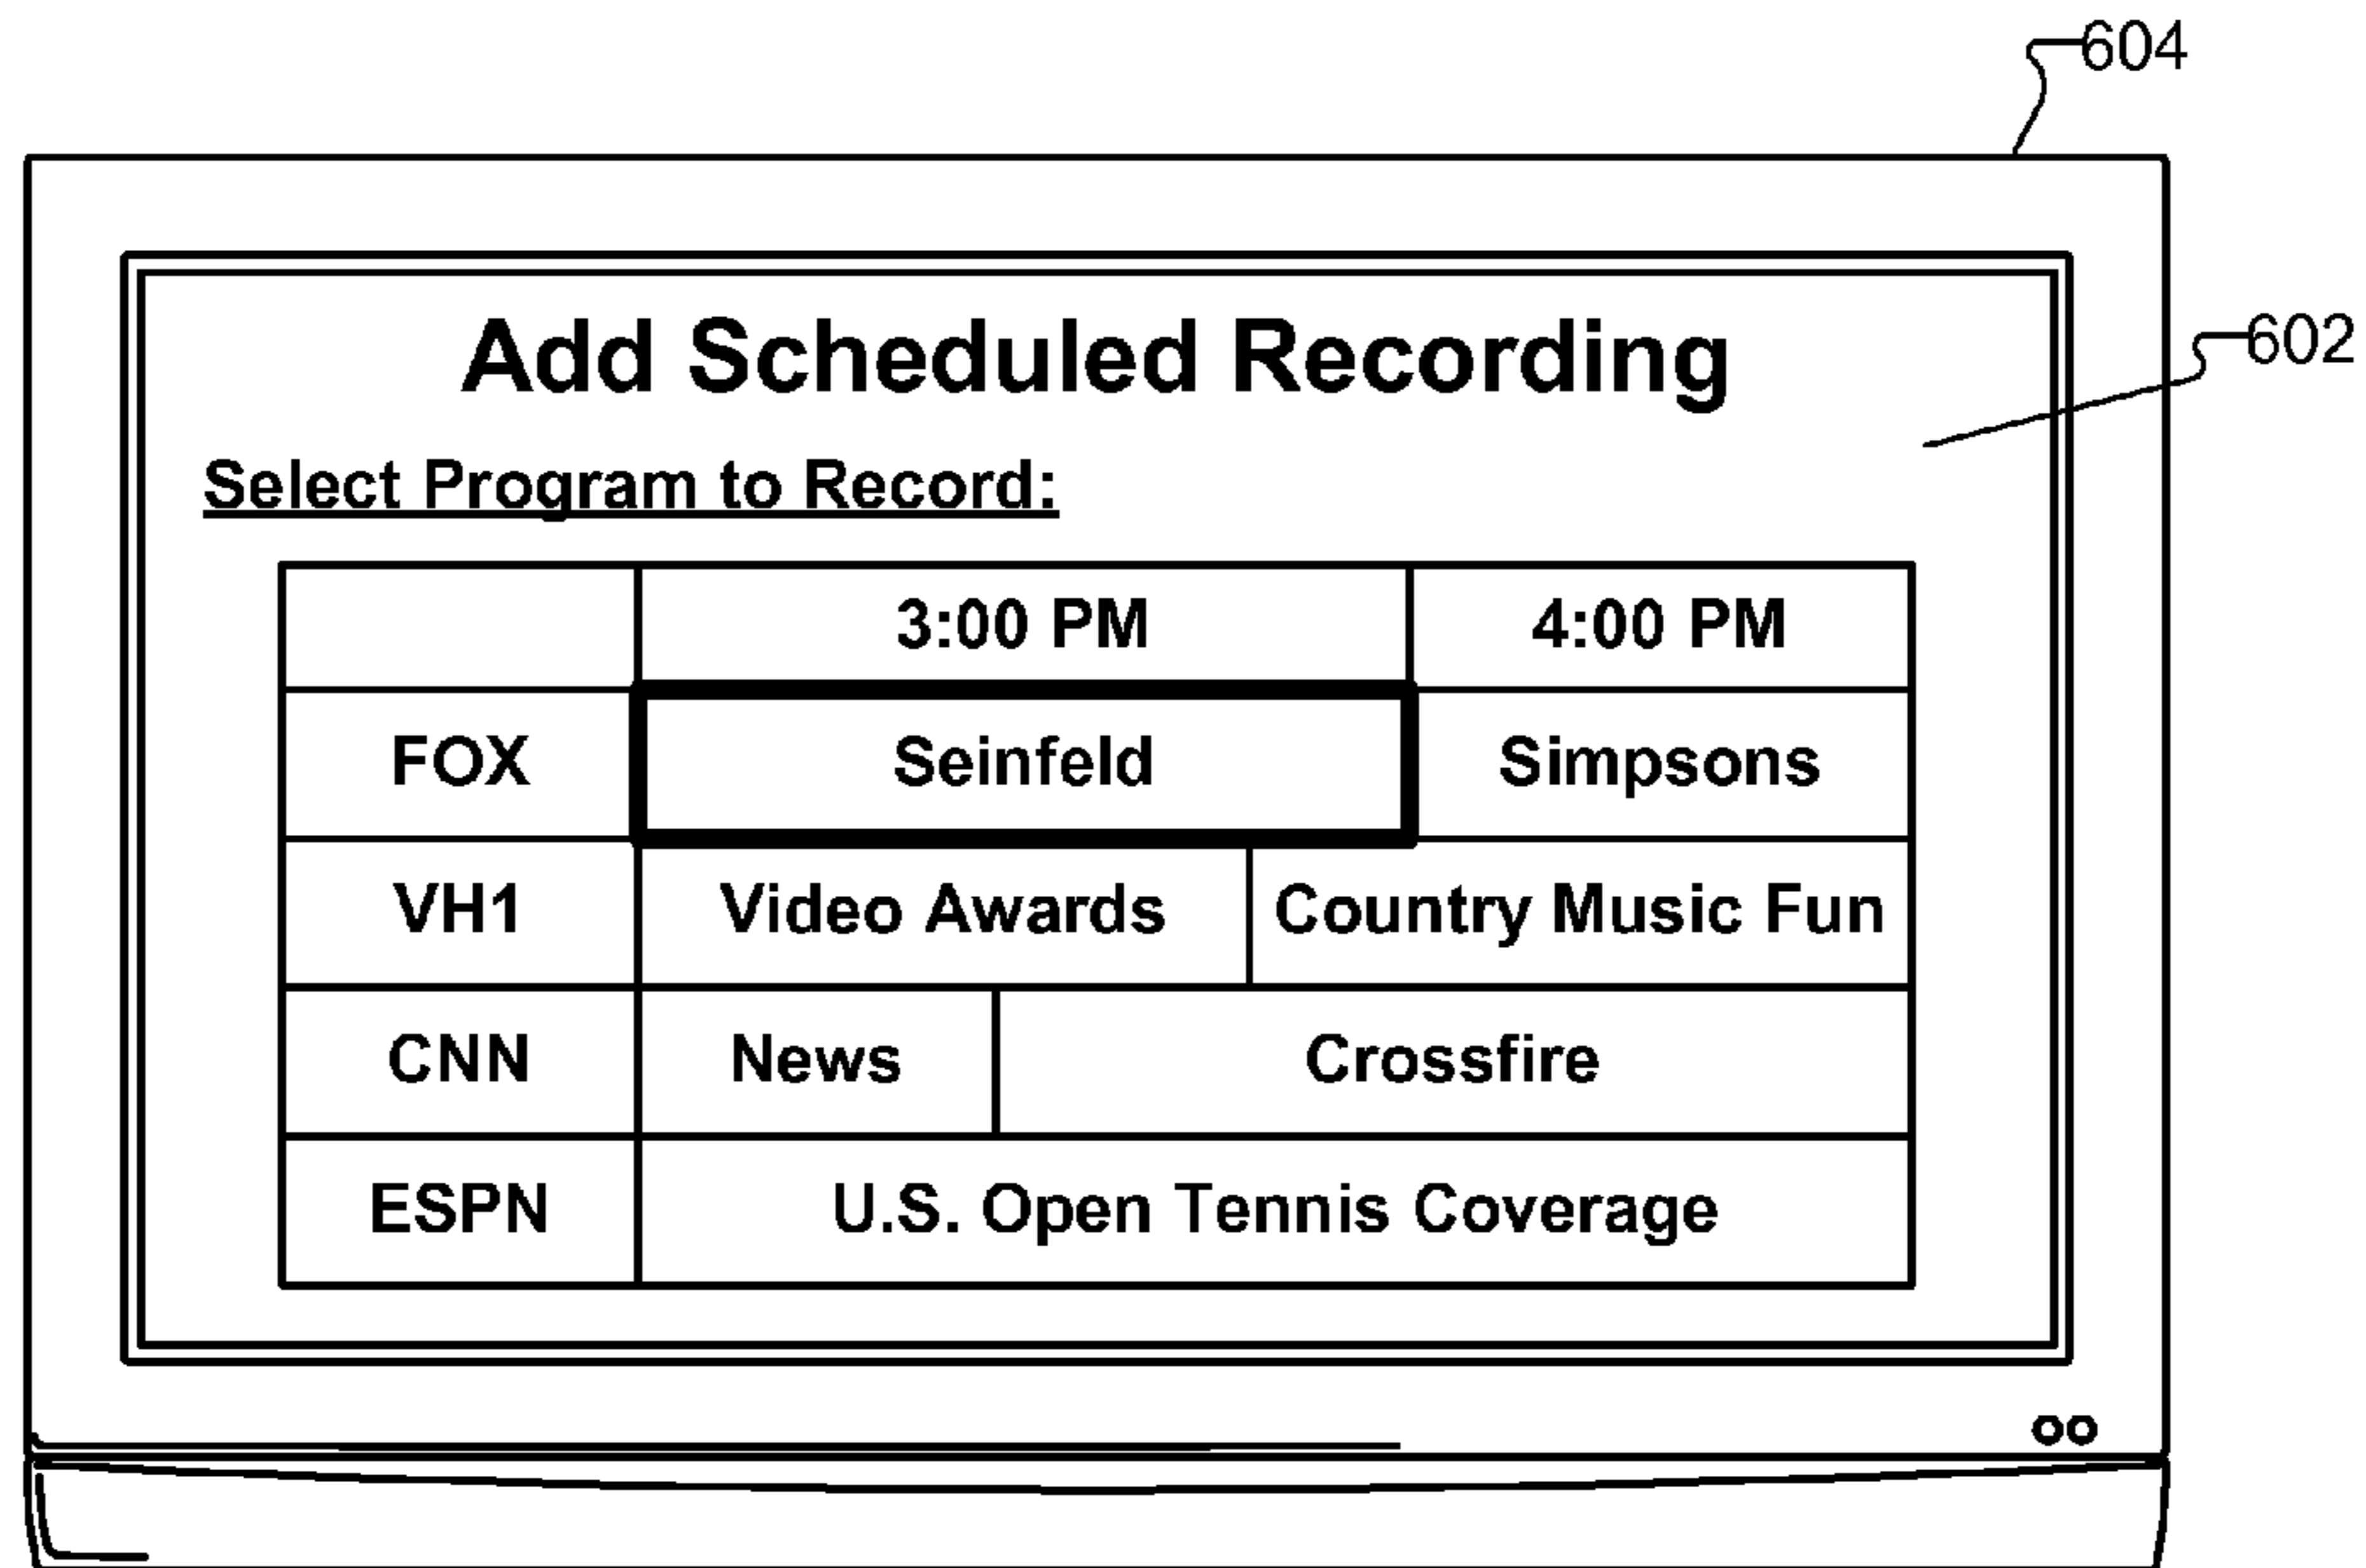 604
602
Add Scheduled Recording
Select Program to Record:
3:00 PM 4:00 PM
FOX Seinfeld Simpsons
VH1 Video Awards Country Music Fun
CNN News Crossfire
ESPN U.S. Open Tennis Coverage